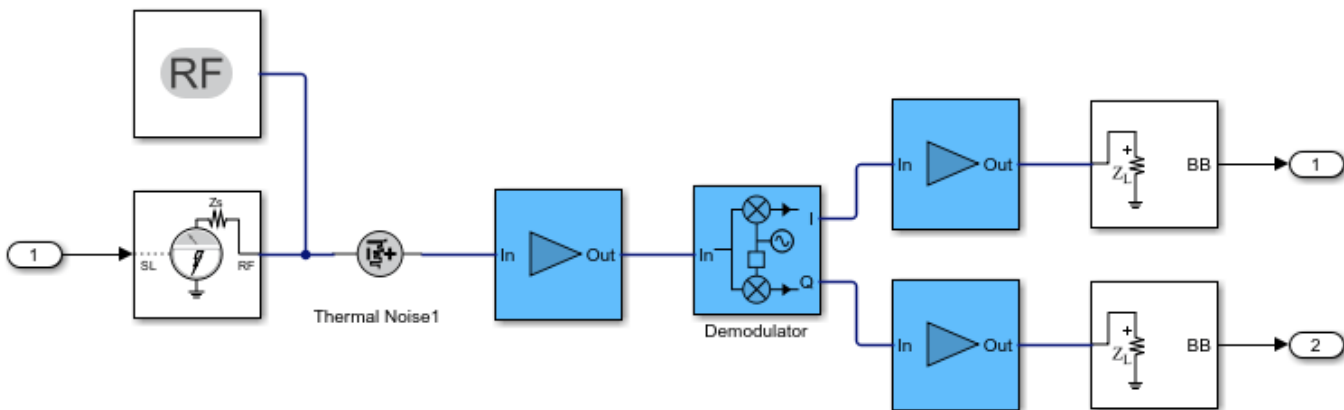 RF
1
SL
Zs
RF
Thermal Noise1
In
Out
In
I
Q
Demodulator
In
Out
+
ZL
BB
1
In
Out
+
ZL
BB
2